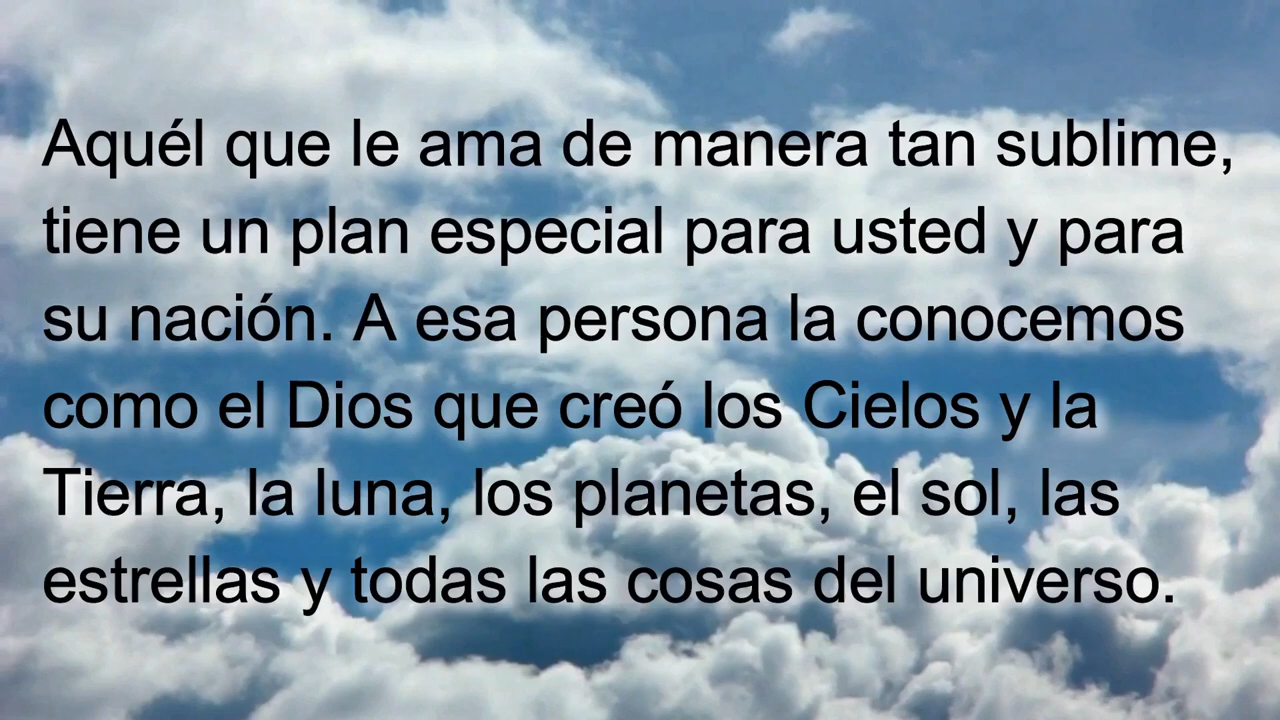 Aquél que le ama de manera tan sublime,
tiene un plan especial para usted y para
su nación. A esa persona la conocemos
como el Dios que creó los Cielos y la
Tierra, la luna, los planetas, el sol, las
estrellas y todas las cosas del universo.